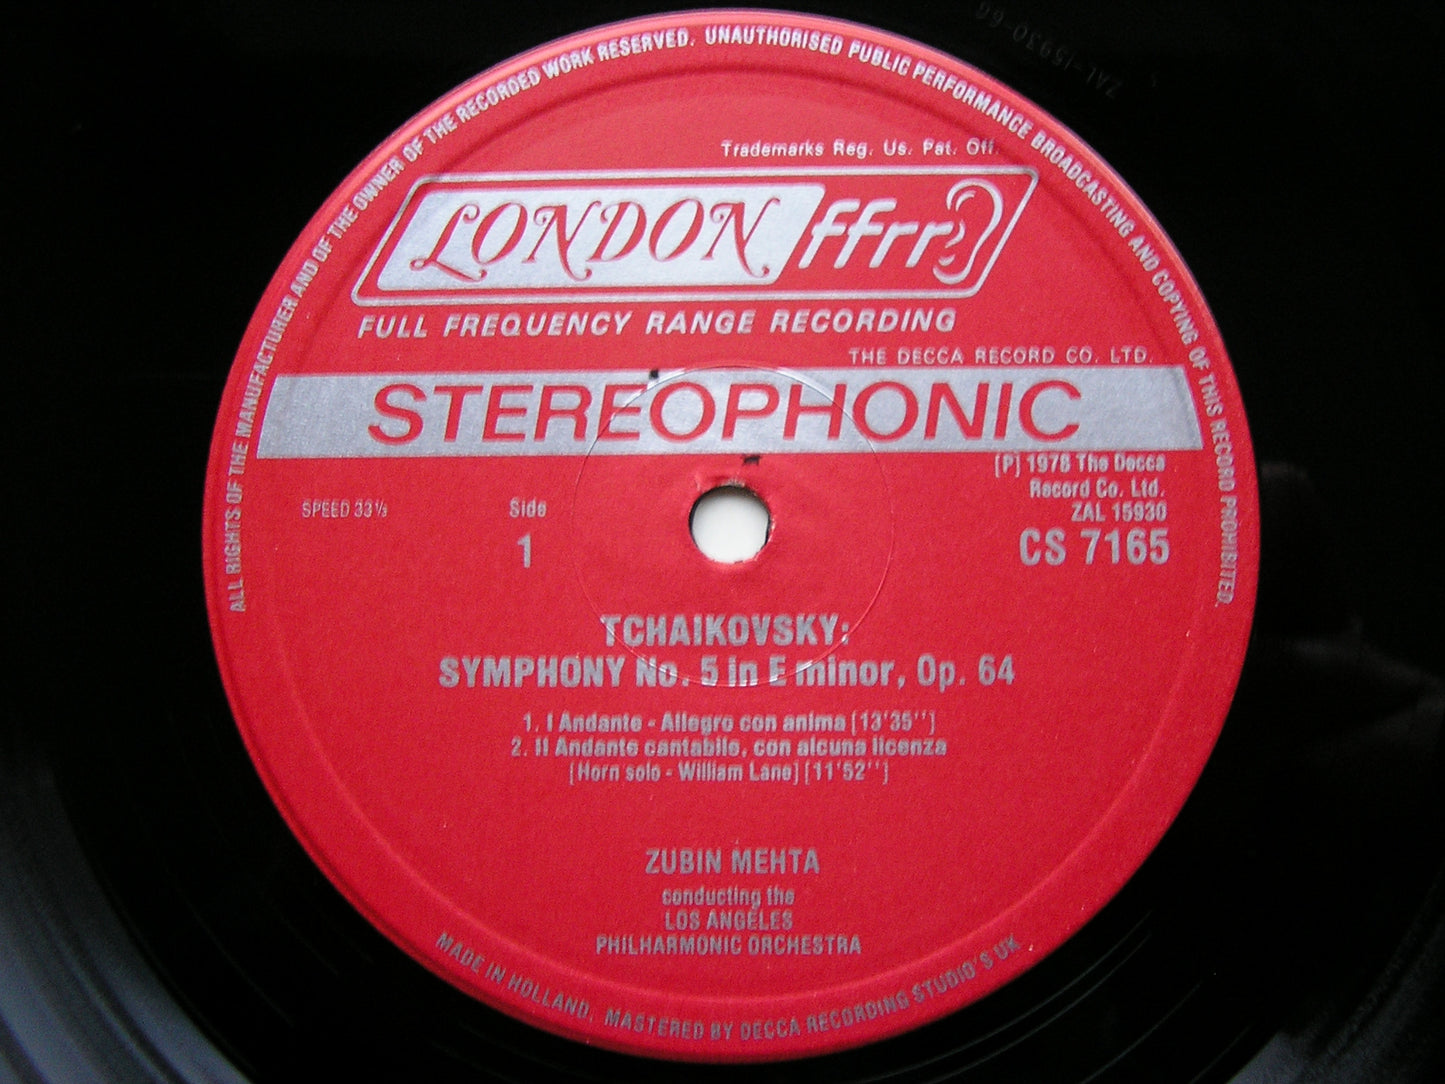 ALL RIGHTS OF THE MANUFACTURER AND OF THE OWNER OF THE RECORDED WORK RESERVED. UNAUTHORISED PUBLIC PERFORMANCE BROADCASTING AND COPYING OF THIS RECORD PROHIBITED.
Trademarks Reg. Us. Pat. Off.
LONDON ffrr
FULL FREQUENCY RANGE RECORDING
THE DECCA RECORD CO. LTD.
STEREOPHONIC
[P] 1978 The Decca
Record Co. Ltd.
ZAL 15930
SPEED 33⅓
Side
1
CS 7165
TCHAIKOVSKY:
SYMPHONY No. 5 in E minor, Op. 64
1. I Andante - Allegro con anima [13'35'']
2. II Andante cantabile, con alcuna licenza
[Horn solo - William Lane] [11'52'']
ZUBIN MEHTA
conducting the
LOS ANGELES
PHILHARMONIC ORCHESTRA
MADE IN HOLLAND. MASTERED BY DECCA RECORDING STUDIO'S UK
ZAL-15930-6G